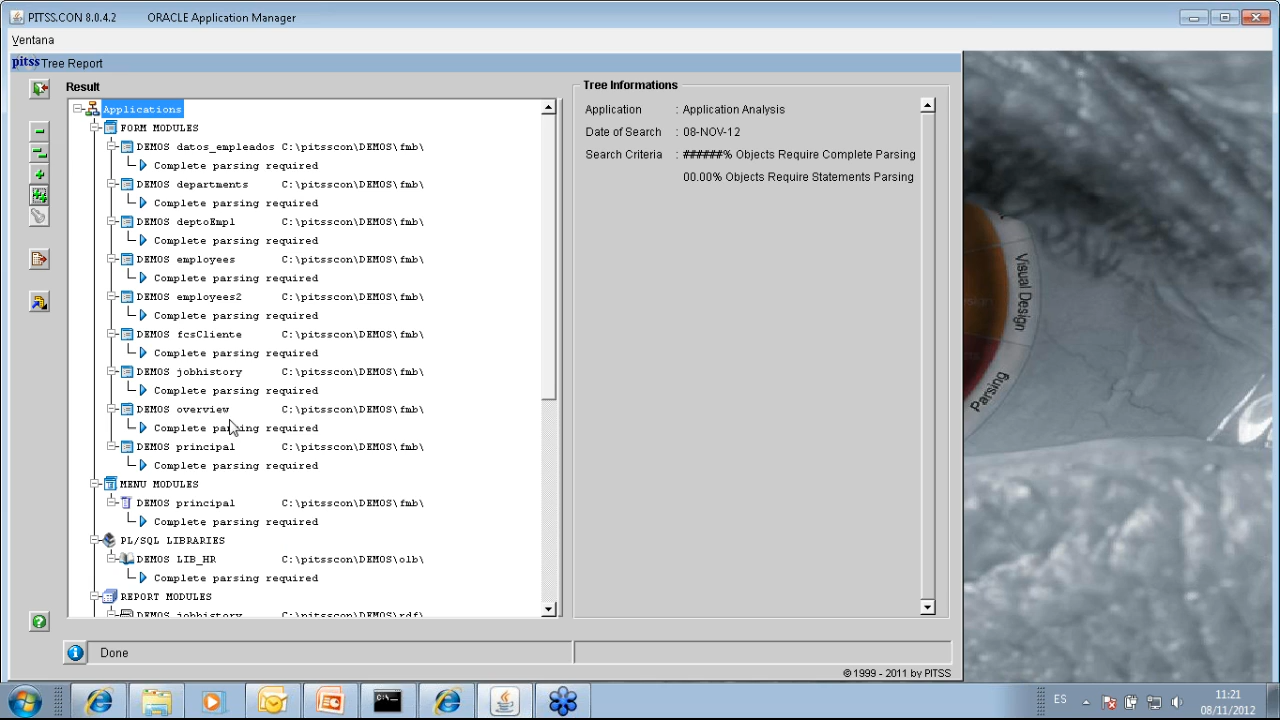 PITSS.CON 8.0.4.2 ORACLE Application Manager
Ventana
pitss Tree Report
Result
Applications
FORM MODULES
DEMOS datos_empleados C:\pitsscon\DEMOS\fmb\
Complete parsing required
DEMOS departments C:\pitsscon\DEMOS\fmb\
Complete parsing required
DEMOS deptoEmpl C:\pitsscon\DEMOS\fmb\
Complete parsing required
DEMOS employees C:\pitsscon\DEMOS\fmb\
Complete parsing required
DEMOS employees2 C:\pitsscon\DEMOS\fmb\
Complete parsing required
DEMOS fcsCliente C:\pitsscon\DEMOS\fmb\
Complete parsing required
DEMOS jobhistory C:\pitsscon\DEMOS\fmb\
Complete parsing required
DEMOS overview C:\pitsscon\DEMOS\fmb\
Complete parsing required
DEMOS principal C:\pitsscon\DEMOS\fmb\
Complete parsing required
MENU MODULES
DEMOS principal C:\pitsscon\DEMOS\fmb\
Complete parsing required
PL/SQL LIBRARIES
DEMOS LIB_HR C:\pitsscon\DEMOS\olb\
Complete parsing required
REPORT MODULES
DEMOS jobhistory C:\pitsscon\DEMOS\rdf\
Tree Informations
Application : Application Analysis
Date of Search : 08-NOV-12
Search Criteria : ######% Objects Require Complete Parsing
00.00% Objects Require Statements Parsing
Visual Design
Parsing
Done
© 1999 - 2011 by PITSS
ES
11:21
08/11/2012